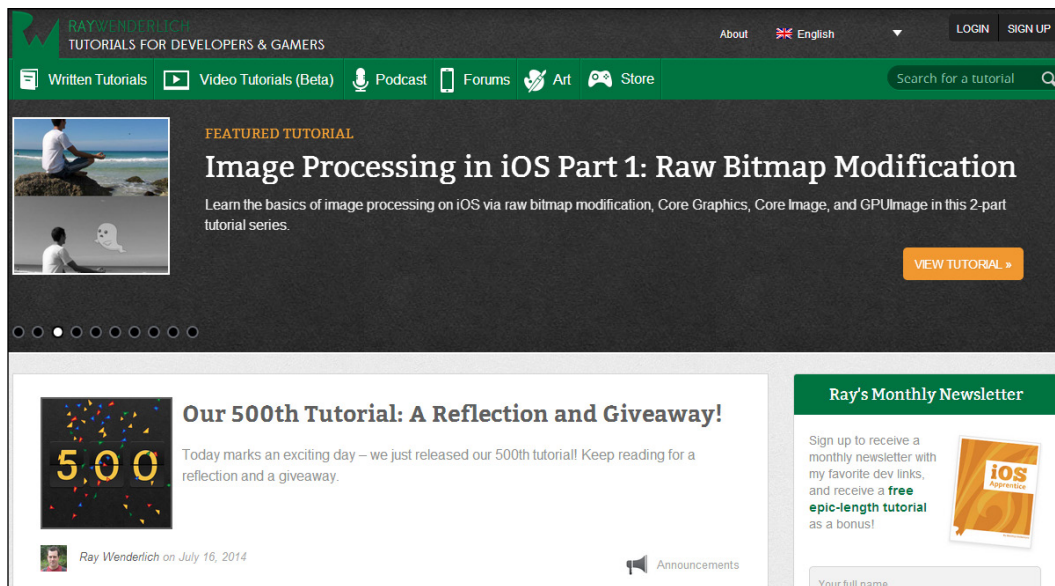 RAYWENDERLICH
TUTORIALS FOR DEVELOPERS & GAMERS
About
English
LOGIN
SIGN UP
Written Tutorials
Video Tutorials (Beta)
Podcast
Forums
Art
Store
Search for a tutorial
FEATURED TUTORIAL
Image Processing in iOS Part 1: Raw Bitmap Modification
Learn the basics of image processing on iOS via raw bitmap modification, Core Graphics, Core Image, and GPUImage in this 2-part
tutorial series.
VIEW TUTORIAL »
500
Our 500th Tutorial: A Reflection and Giveaway!
Today marks an exciting day – we just released our 500th tutorial! Keep reading for a
reflection and a giveaway.
Ray Wenderlich on July 16, 2014
Announcements
Ray's Monthly Newsletter
Sign up to receive a
monthly newsletter with
my favorite dev links,
and receive a free
epic-length tutorial
as a bonus!
iOS
Apprentice
Your full name